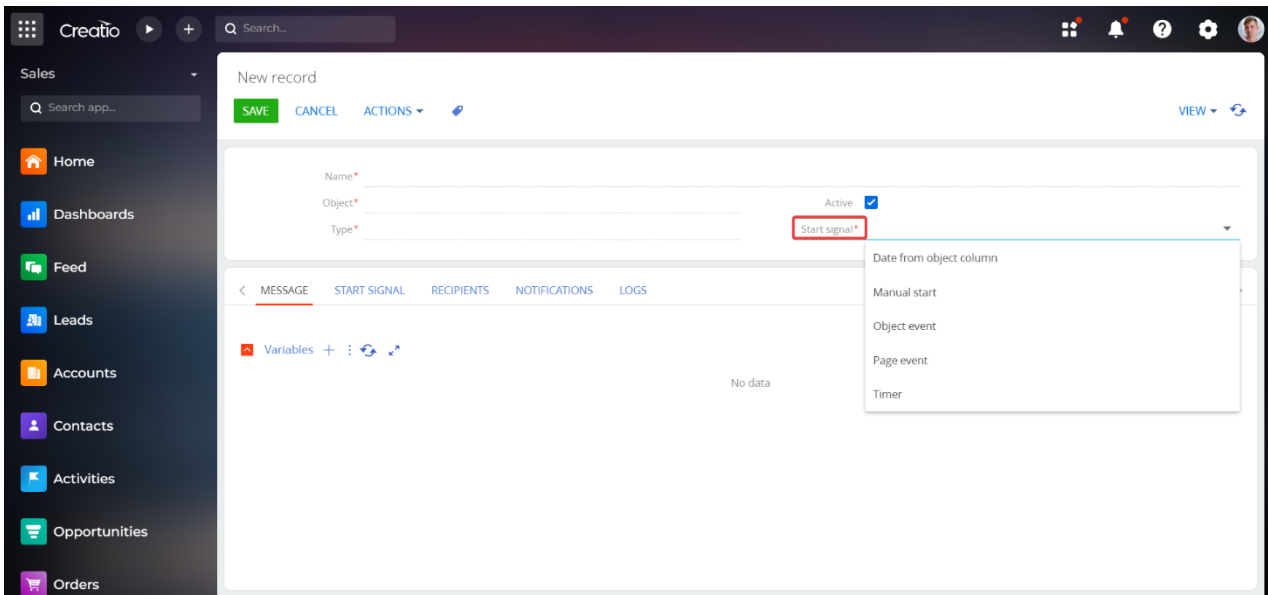 Creatio
Search...
Sales
Search app...
Home
Dashboards
Feed
Leads
Accounts
Contacts
Activities
Opportunities
Orders
New record
SAVE CANCEL ACTIONS VIEW
Name*
Object* Active
Type* Start signal*
Date from object column
Manual start
Object event
Page event
Timer
MESSAGE START SIGNAL RECIPIENTS NOTIFICATIONS LOGS
Variables
No data